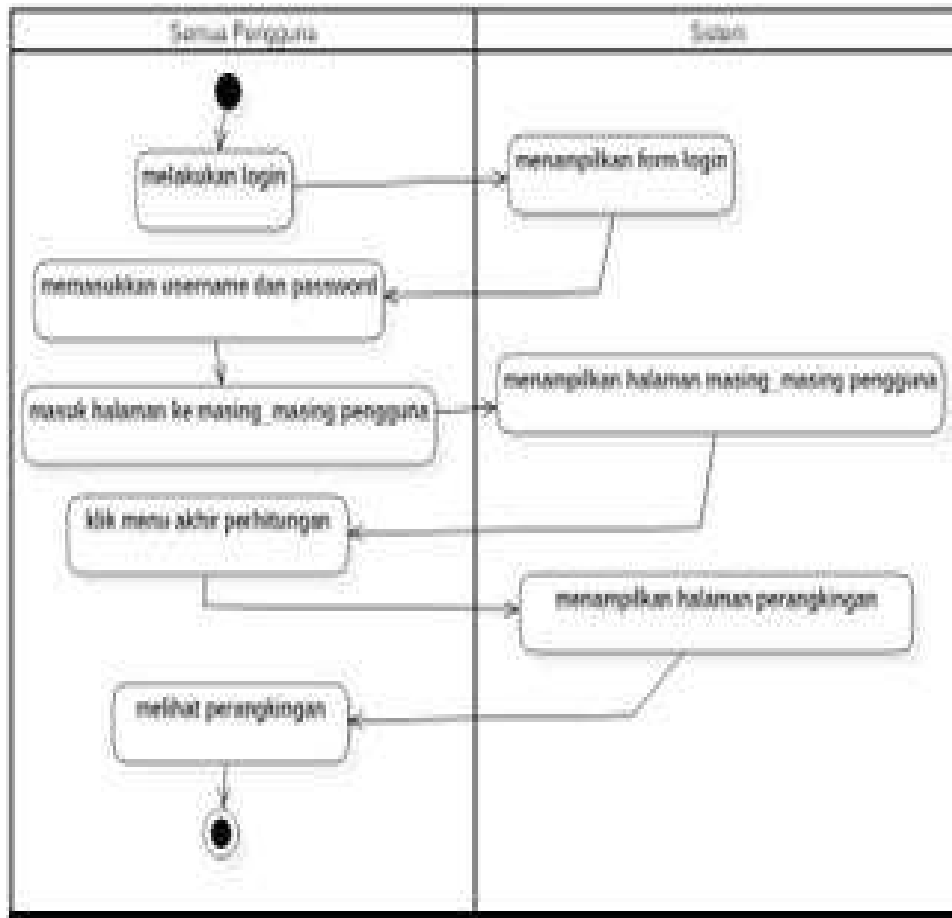 Semua Pengguna
Sistem
melakukan login
menampilkan form login
memasukkan username dan password
masuk halaman ke masing_masing pengguna
menampilkan halaman masing_masing pengguna
klik menu akhir perhitungan
menampilkan halaman perangkingan
melihat perangkingan